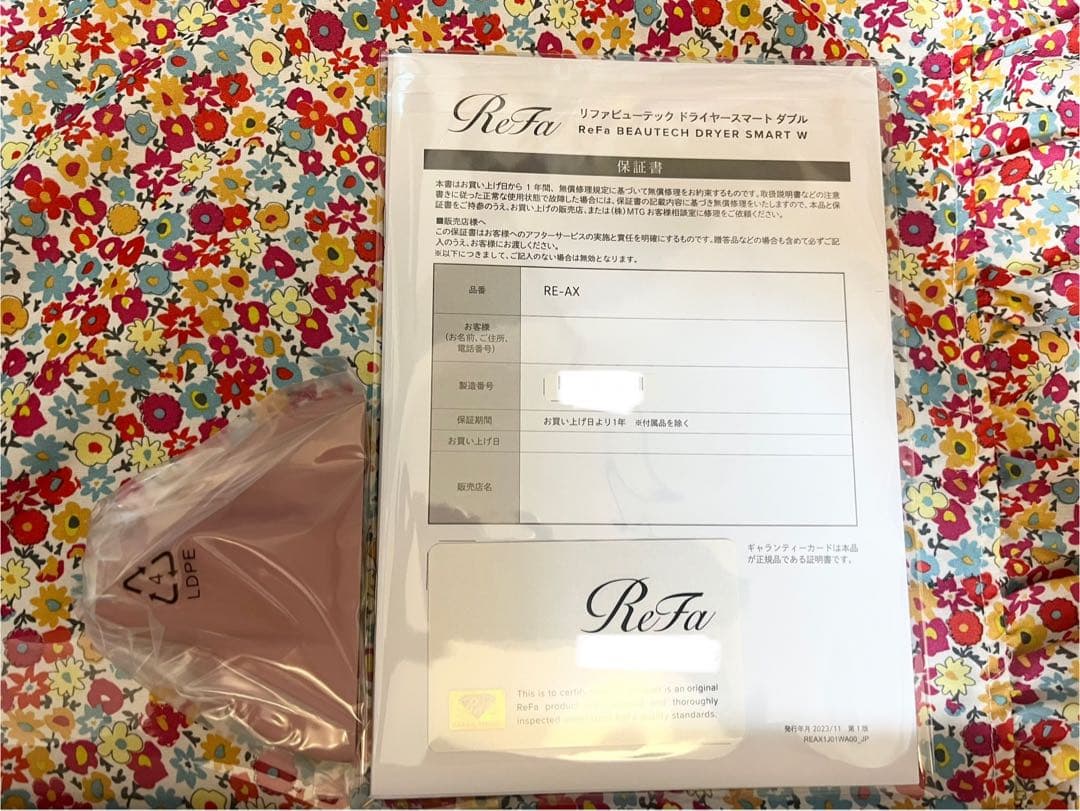 ReFa
リファビューテック ドライヤースマート ダブル
ReFa BEAUTECH DRYER SMART W
保証書
本書はお買い上げ日から 1 年間、無償修理規定に基づいて無償修理をお約束するものです。取扱説明書などの注意
書きに従った正常な使用状態で故障した場合には、保証書の記載内容に基づき無償修理をいたしますので、本品と保
証書をご持参のうえ、お買い上げの販売店、または(株)MTG お客様相談室に修理をご依頼ください。
■販売店様へ
この保証書はお客様へのアフターサービスの実施と責任を明確にするものです。贈答品などの場合も含めて必ずご記
入のうえ、お客様にお渡しください。
※以下につきまして、ご記入のない場合は無効となります。
品番
RE-AX
お客様
(お名前、ご住所、
電話番号)
製造番号
保証期間
お買い上げ日より1年 ※付属品を除く
お買い上げ日
販売店名
ギャランティーカードは本品
が正規品である証明書です。
ReFa
This is to certify is an original
ReFa product and thoroughly
inspected quality standards.
発行年月 2023/11 第1版
REAX1J01WA00_JP
4
LDPE